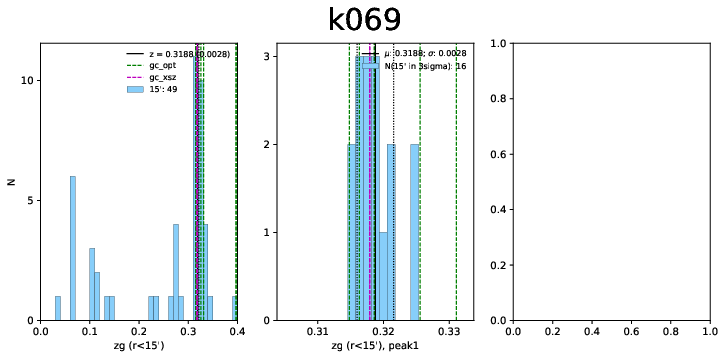 k069
z = 0.3188 (0.0028)
gc_opt
gc_xsz
15': 49
μ: 0.3188; σ: 0.0028
N(15' in 3sigma): 16
N
10
5
0
0.0 0.1 0.2 0.3 0.4
zg (r<15')
3
2
1
0
0.31 0.32 0.33
zg (r<15'), peak1
1.0
0.8
0.6
0.4
0.2
0.0
0.0 0.2 0.4 0.6 0.8 1.0